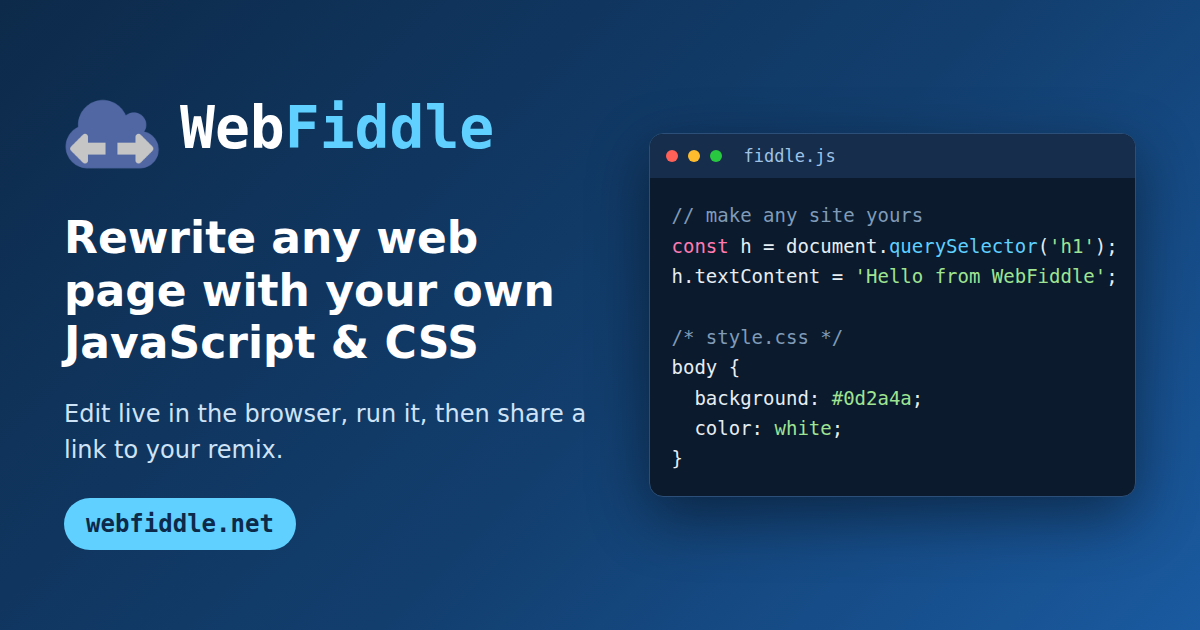 WebFiddle
Rewrite any web
page with your own
JavaScript & CSS
Edit live in the browser, run it, then share a
link to your remix.
webfiddle.net
fiddle.js
// make any site yours
const h = document.querySelector('h1');
h.textContent = 'Hello from WebFiddle';
/* style.css */
body {
  background: #0d2a4a;
  color: white;
}